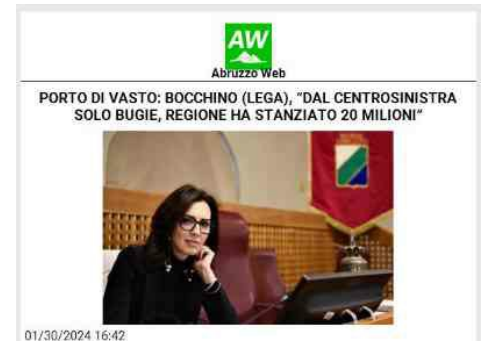 AW
Abruzzo Web
PORTO DI VASTO: BOCCHINO (LEGA), “DAL CENTROSINISTRA
SOLO BUGIE, REGIONE HA STANZIATO 20 MILIONI”
01/30/2024 16:42